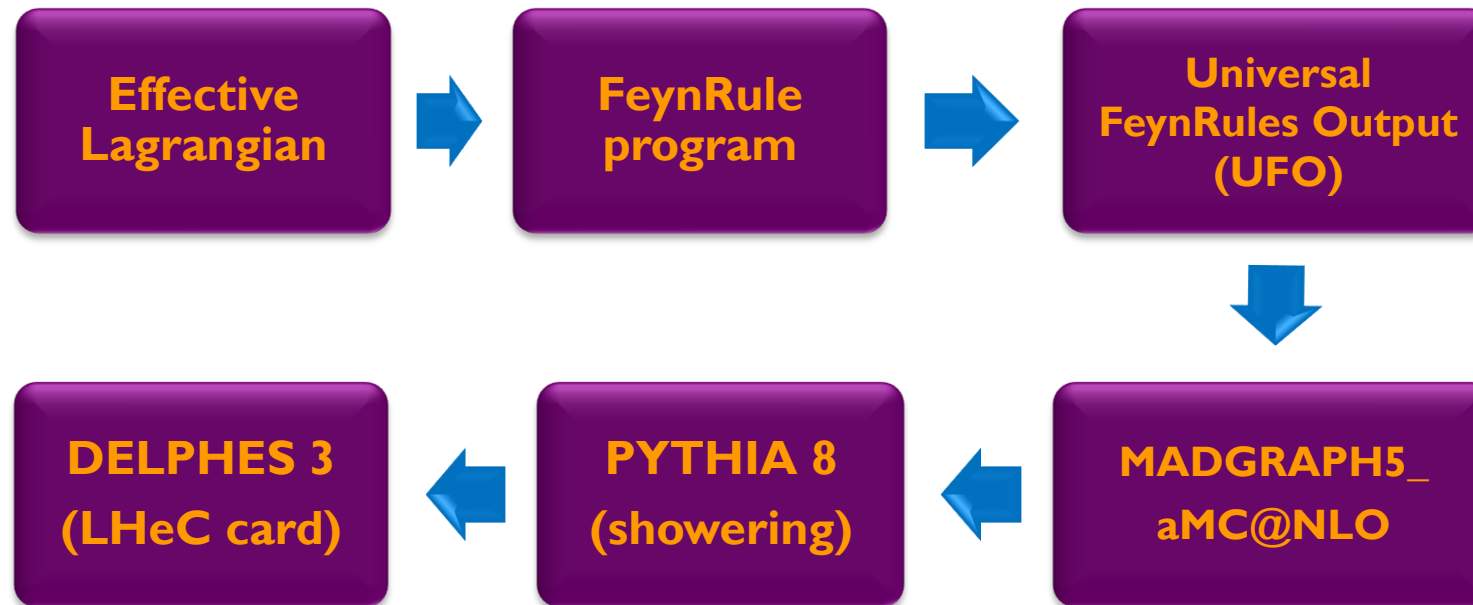 Effective
Lagrangian
FeynRule
program
Universal
FeynRules Output
(UFO)
MADGRAPH5_
aMC@NLO
PYTHIA 8
(showering)
DELPHES 3
(LHeC card)